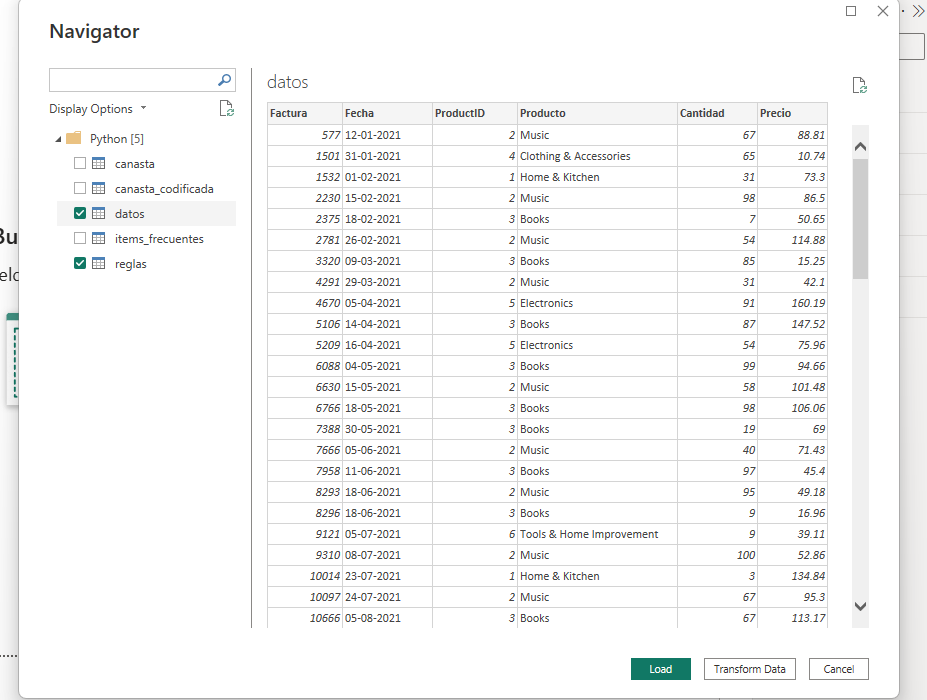 Navigator
Display Options
Python [5]
canasta
canasta_codificada
datos
items_frecuentes
reglas
datos
Factura Fecha ProductID Producto Cantidad Precio
577 12-01-2021 2 Music 67 88.81
1501 31-01-2021 4 Clothing & Accessories 65 10.74
1532 01-02-2021 1 Home & Kitchen 31 73.3
2230 15-02-2021 2 Music 98 86.5
2375 18-02-2021 3 Books 7 50.65
2781 26-02-2021 2 Music 54 114.88
3320 09-03-2021 3 Books 85 15.25
4291 29-03-2021 2 Music 31 42.1
4670 05-04-2021 5 Electronics 91 160.19
5106 14-04-2021 3 Books 87 147.52
5209 16-04-2021 5 Electronics 54 75.96
6088 04-05-2021 3 Books 99 94.66
6630 15-05-2021 2 Music 58 101.48
6766 18-05-2021 3 Books 98 106.06
7388 30-05-2021 3 Books 19 69
7666 05-06-2021 2 Music 40 71.43
7958 11-06-2021 3 Books 97 45.4
8293 18-06-2021 2 Music 95 49.18
8296 18-06-2021 3 Books 9 16.96
9121 05-07-2021 6 Tools & Home Improvement 9 39.11
9310 08-07-2021 2 Music 100 52.86
10014 23-07-2021 1 Home & Kitchen 3 134.84
10097 24-07-2021 2 Music 67 95.3
10666 05-08-2021 3 Books 67 113.17
Load Transform Data Cancel